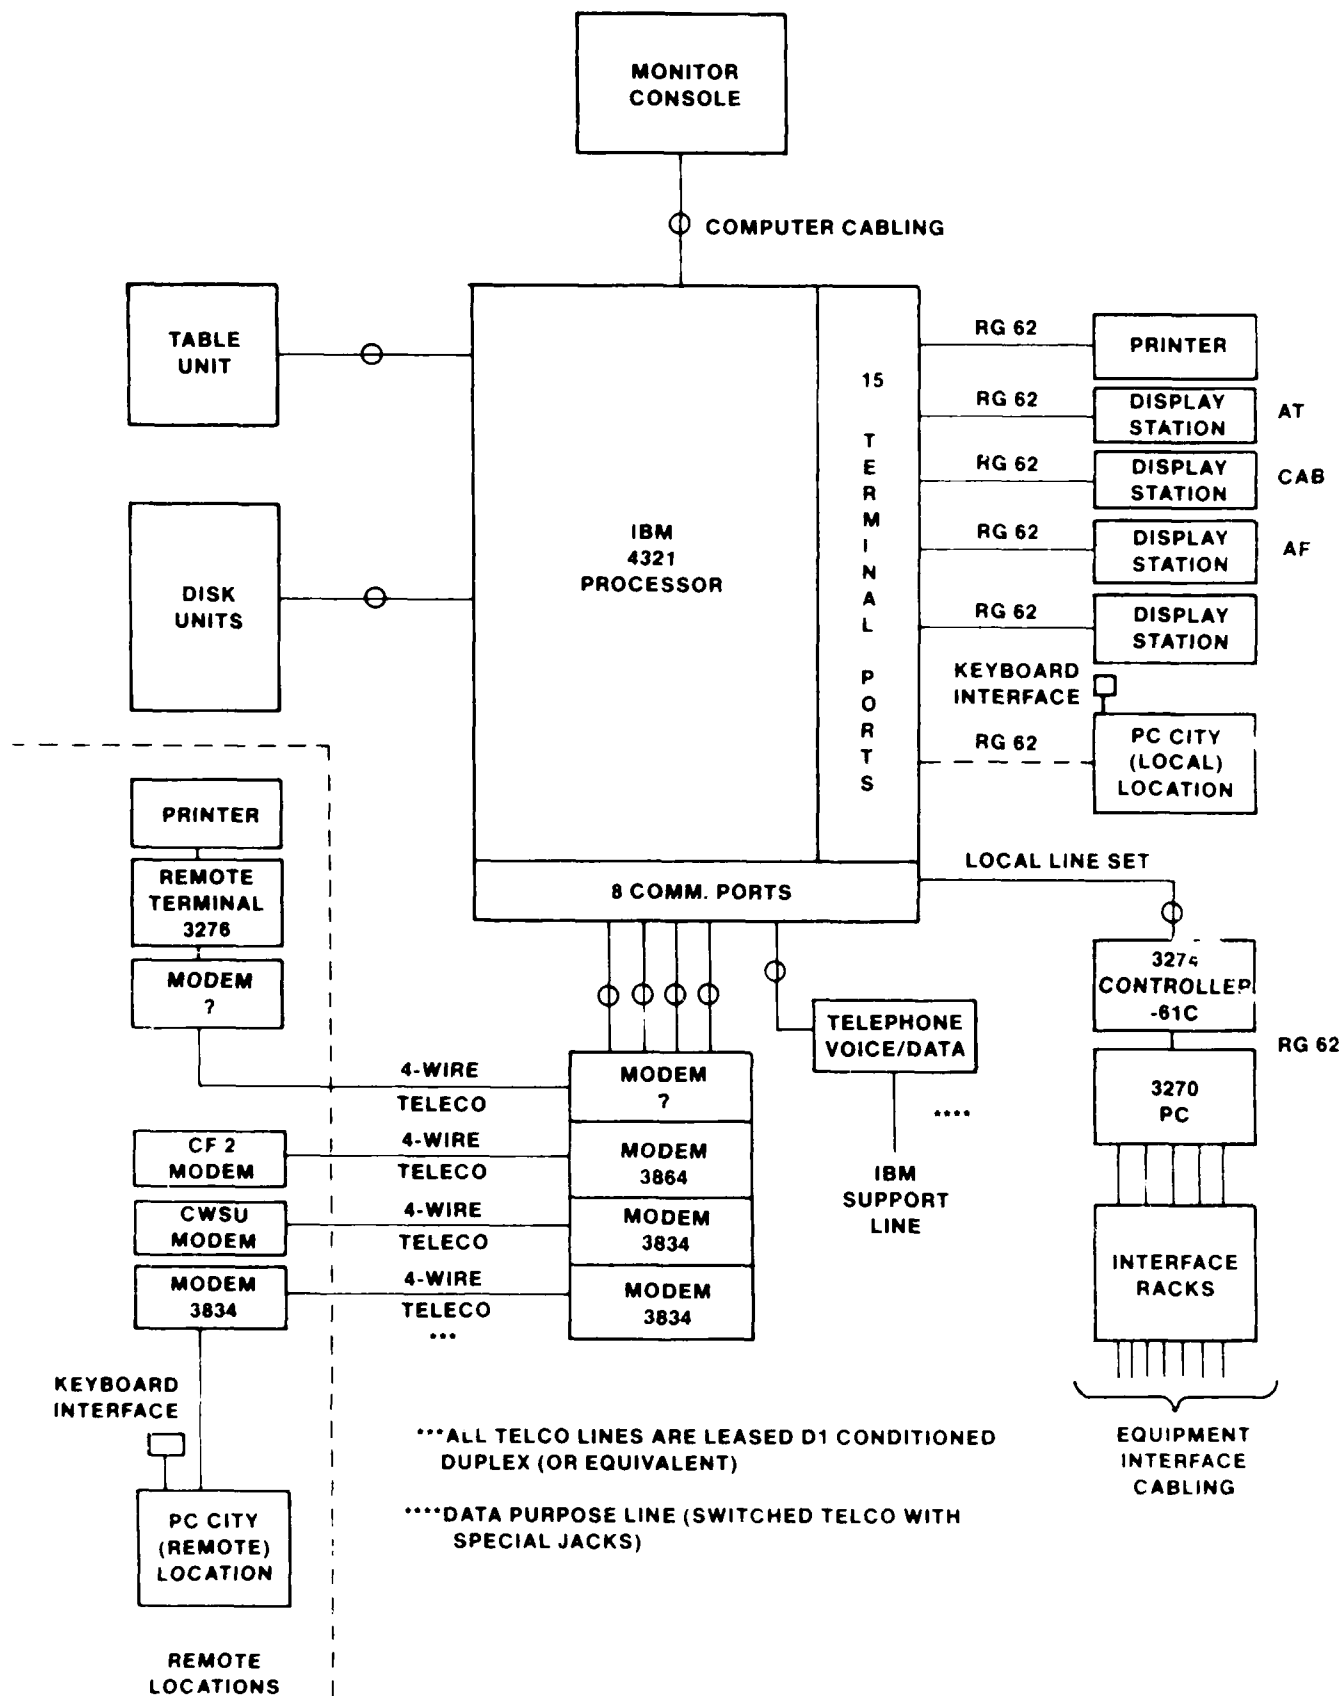 MONITOR
CONSOLE
COMPUTER CABLING
TABLE
UNIT
DISK
UNITS
IBM
4321
PROCESSOR
15
TERMINAL PORTS
RG 62
PRINTER
RG 62
DISPLAY
STATION
AT
RG 62
DISPLAY
STATION
CAB
RG 62
DISPLAY
STATION
AF
RG 62
DISPLAY
STATION
KEYBOARD
INTERFACE
RG 62
PC CITY
(LOCAL)
LOCATION
8 COMM. PORTS
LOCAL LINE SET
3274
CONTROLLER
-61C
RG 62
3270
PC
INTERFACE
RACKS
EQUIPMENT
INTERFACE
CABLING
TELEPHONE
VOICE/DATA
****
IBM
SUPPORT
LINE
PRINTER
REMOTE
TERMINAL
3276
MODEM
?
4-WIRE
TELECO
MODEM
?
CF 2
MODEM
4-WIRE
TELECO
MODEM
3864
CWSU
MODEM
4-WIRE
TELECO
MODEM
3834
MODEM
3834
4-WIRE
TELECO
***
MODEM
3834
KEYBOARD
INTERFACE
PC CITY
(REMOTE)
LOCATION
REMOTE
LOCATIONS
***ALL TELCO LINES ARE LEASED D1 CONDITIONED
DUPLEX (OR EQUIVALENT)
****DATA PURPOSE LINE (SWITCHED TELCO WITH
SPECIAL JACKS)